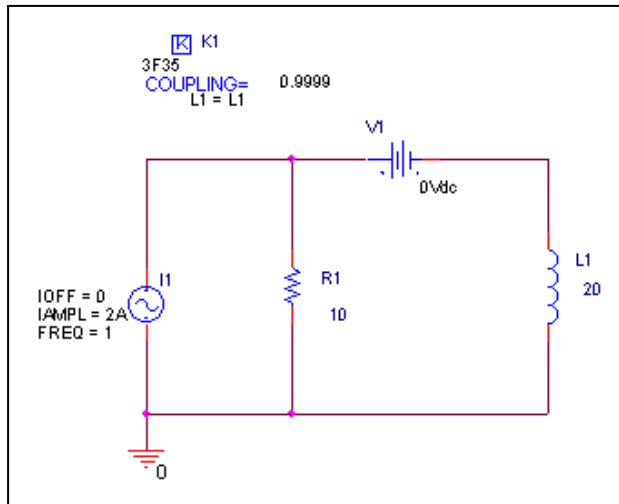 K K1
3F35
COUPLING= 0.9999
L1 = L1
V1
0Vdc
I1
IOFF = 0
IAMPL = 2A
FREQ = 1
R1
10
L1
20
0